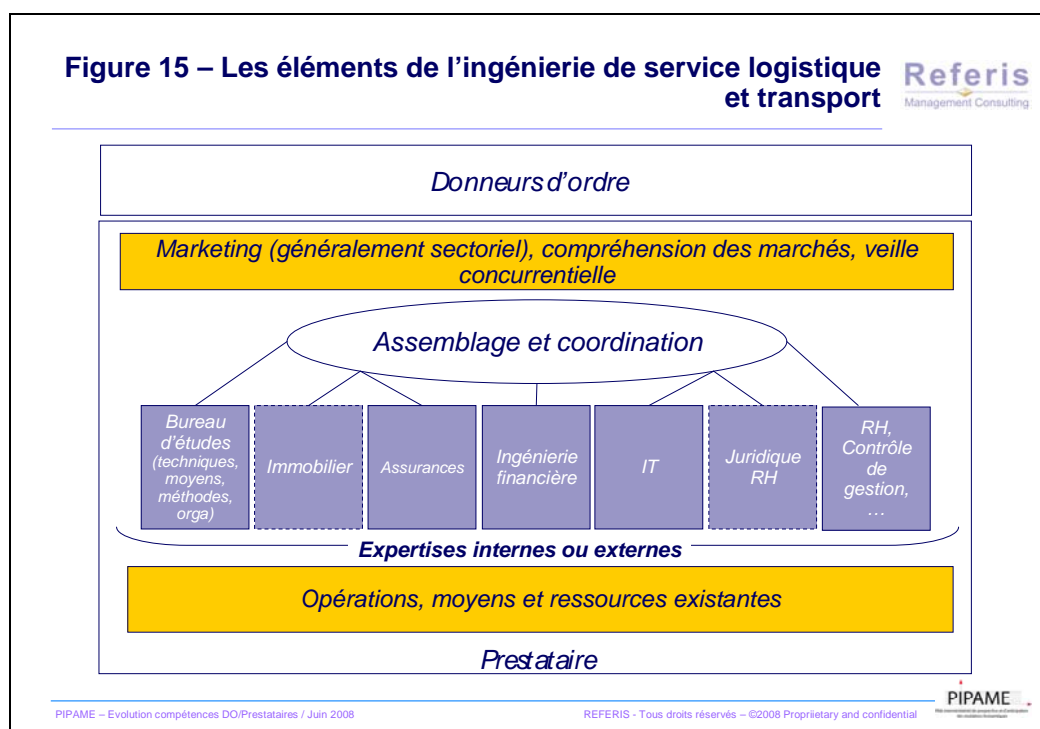 Figure 15 – Les éléments de l'ingénierie de service logistique
et transport
Referis
Management Consulting
Donneurs d'ordre
Marketing (généralement sectoriel), compréhension des marchés, veille
concurrentielle
Assemblage et coordination
Bureau
d'études
(techniques,
moyens,
méthodes,
orga)
Immobilier
Assurances
Ingénierie
financière
IT
Juridique
RH
RH,
Contrôle
de
gestion,
…
Expertises internes ou externes
Opérations, moyens et ressources existantes
Prestataire
PIPAME – Evolution compétences DO/Prestataires / Juin 2008
REFERIS - Tous droits réservés – ©2008 Propriietary and confidential
PIPAME